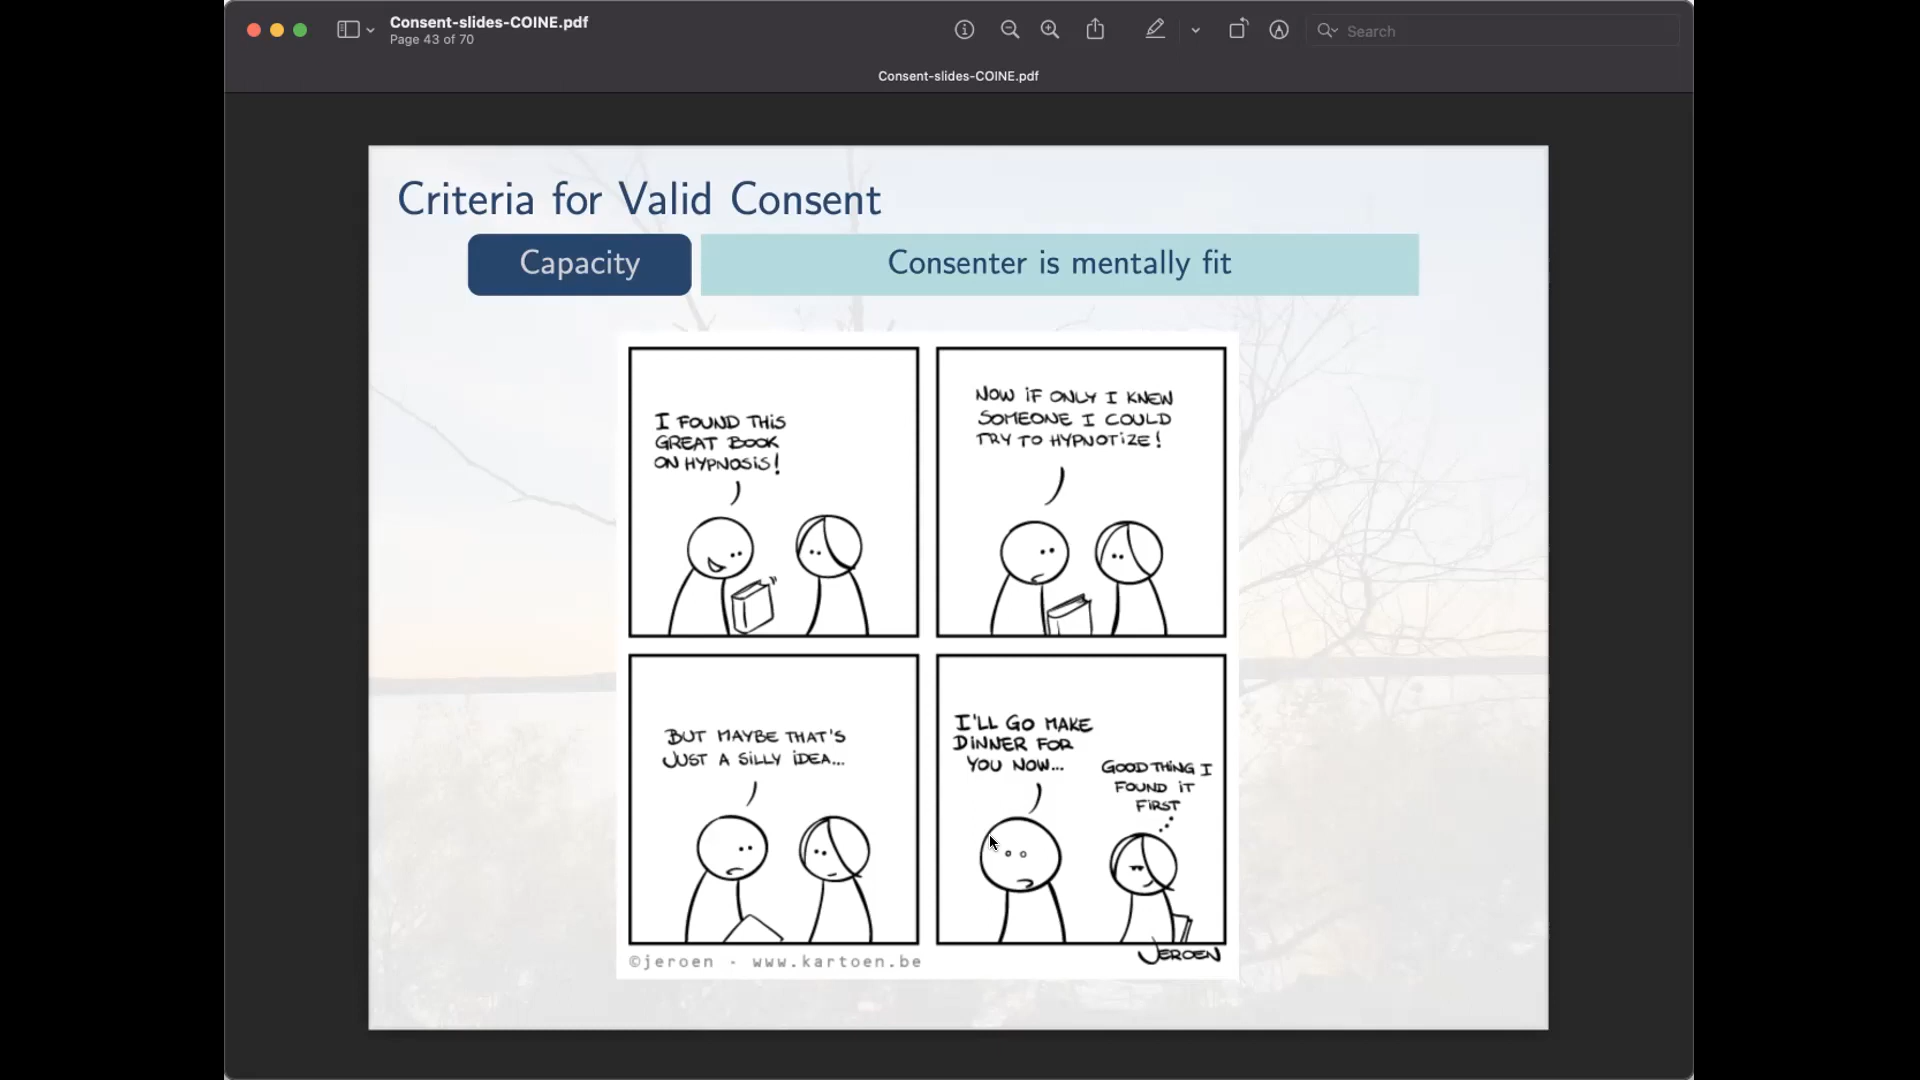 Consent-slides-COINE.pdf
Page 43 of 70
Search
Consent-slides-COINE.pdf
Criteria for Valid Consent
Capacity
Consenter is mentally fit
I FOUND THIS
GREAT BOOK
ON HYPNOSIS!
NOW IF ONLY I KNEW
SOMEONE I COULD
TRY TO HYPNOTIZE!
BUT MAYBE THAT'S
JUST A SILLY IDEA...
I'LL GO MAKE
DINNER FOR
YOU NOW...
GOOD THING I
FOUND IT
FIRST
©jeroen - www.kartoen.be
JEROEN